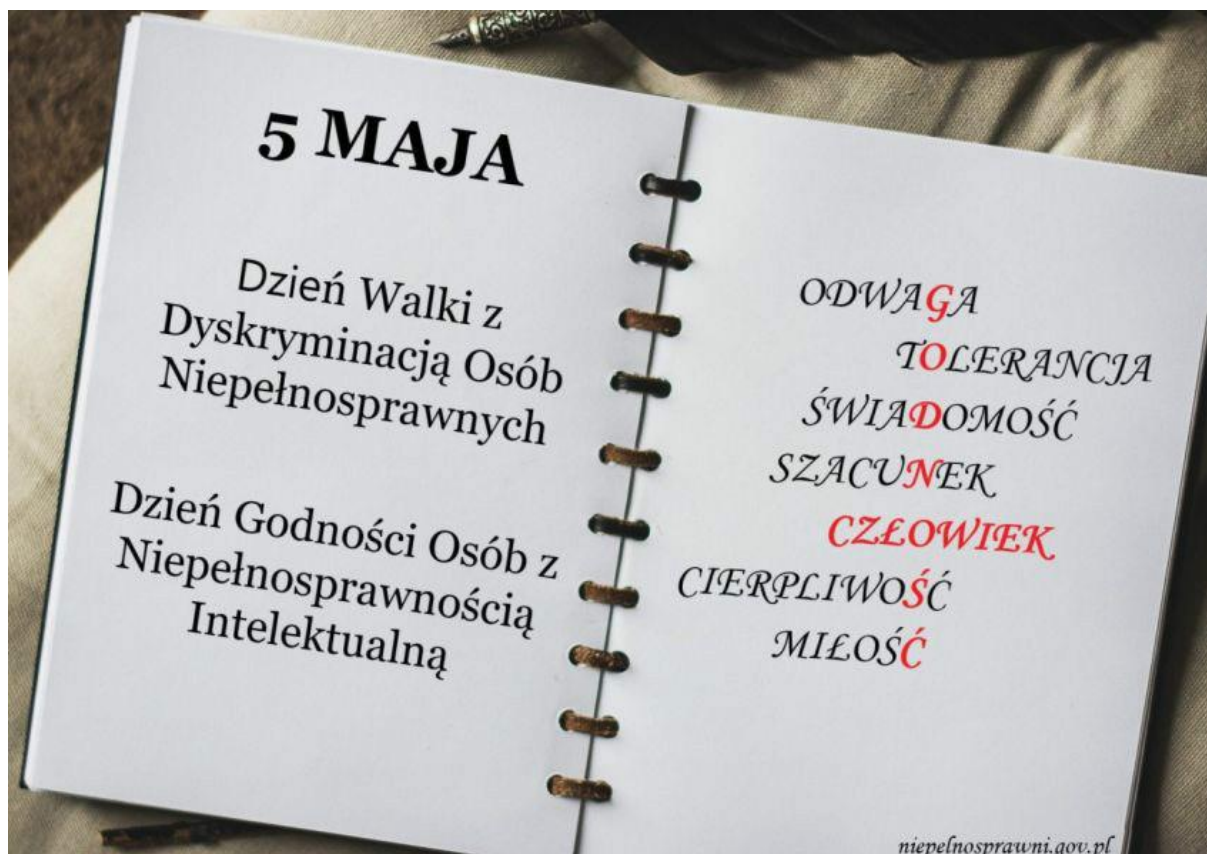 5 MAJA
Dzień Walki z
Dyskryminacją Osób
Niepełnosprawnych
Dzień Godności Osób z
Niepełnosprawnością
Intelektualną
ODWAGA
TOLERANCJA
ŚWIADOMOŚĆ
SZACUNEK
CZŁOWIEK
CIERPLIWOŚĆ
MIŁOŚĆ
niepelnosprawni.gov.pl